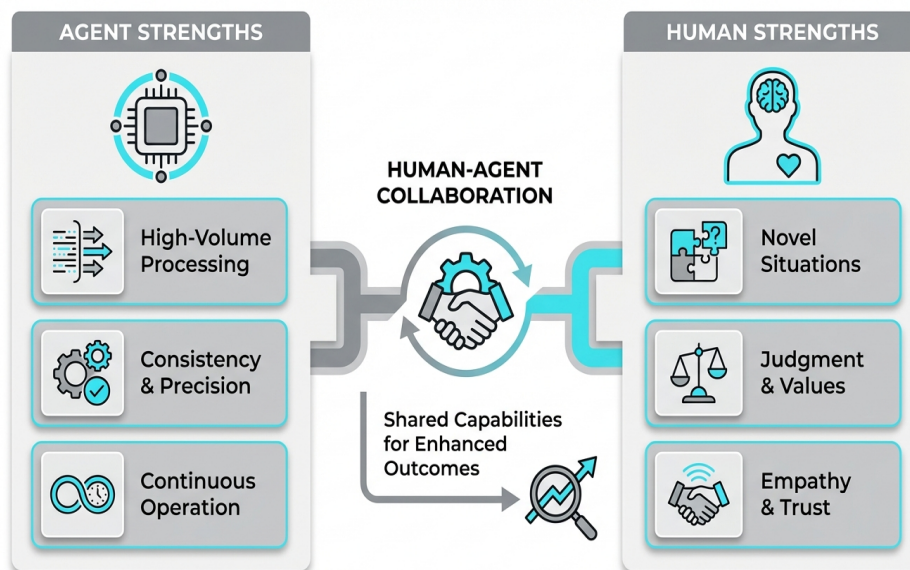 AGENT STRENGTHS
High-Volume
Processing
Consistency
& Precision
Continuous
Operation
HUMAN-AGENT
COLLABORATION
Shared Capabilities
for Enhanced
Outcomes
HUMAN STRENGTHS
?
Novel
Situations
Judgment
& Values
Empathy
& Trust